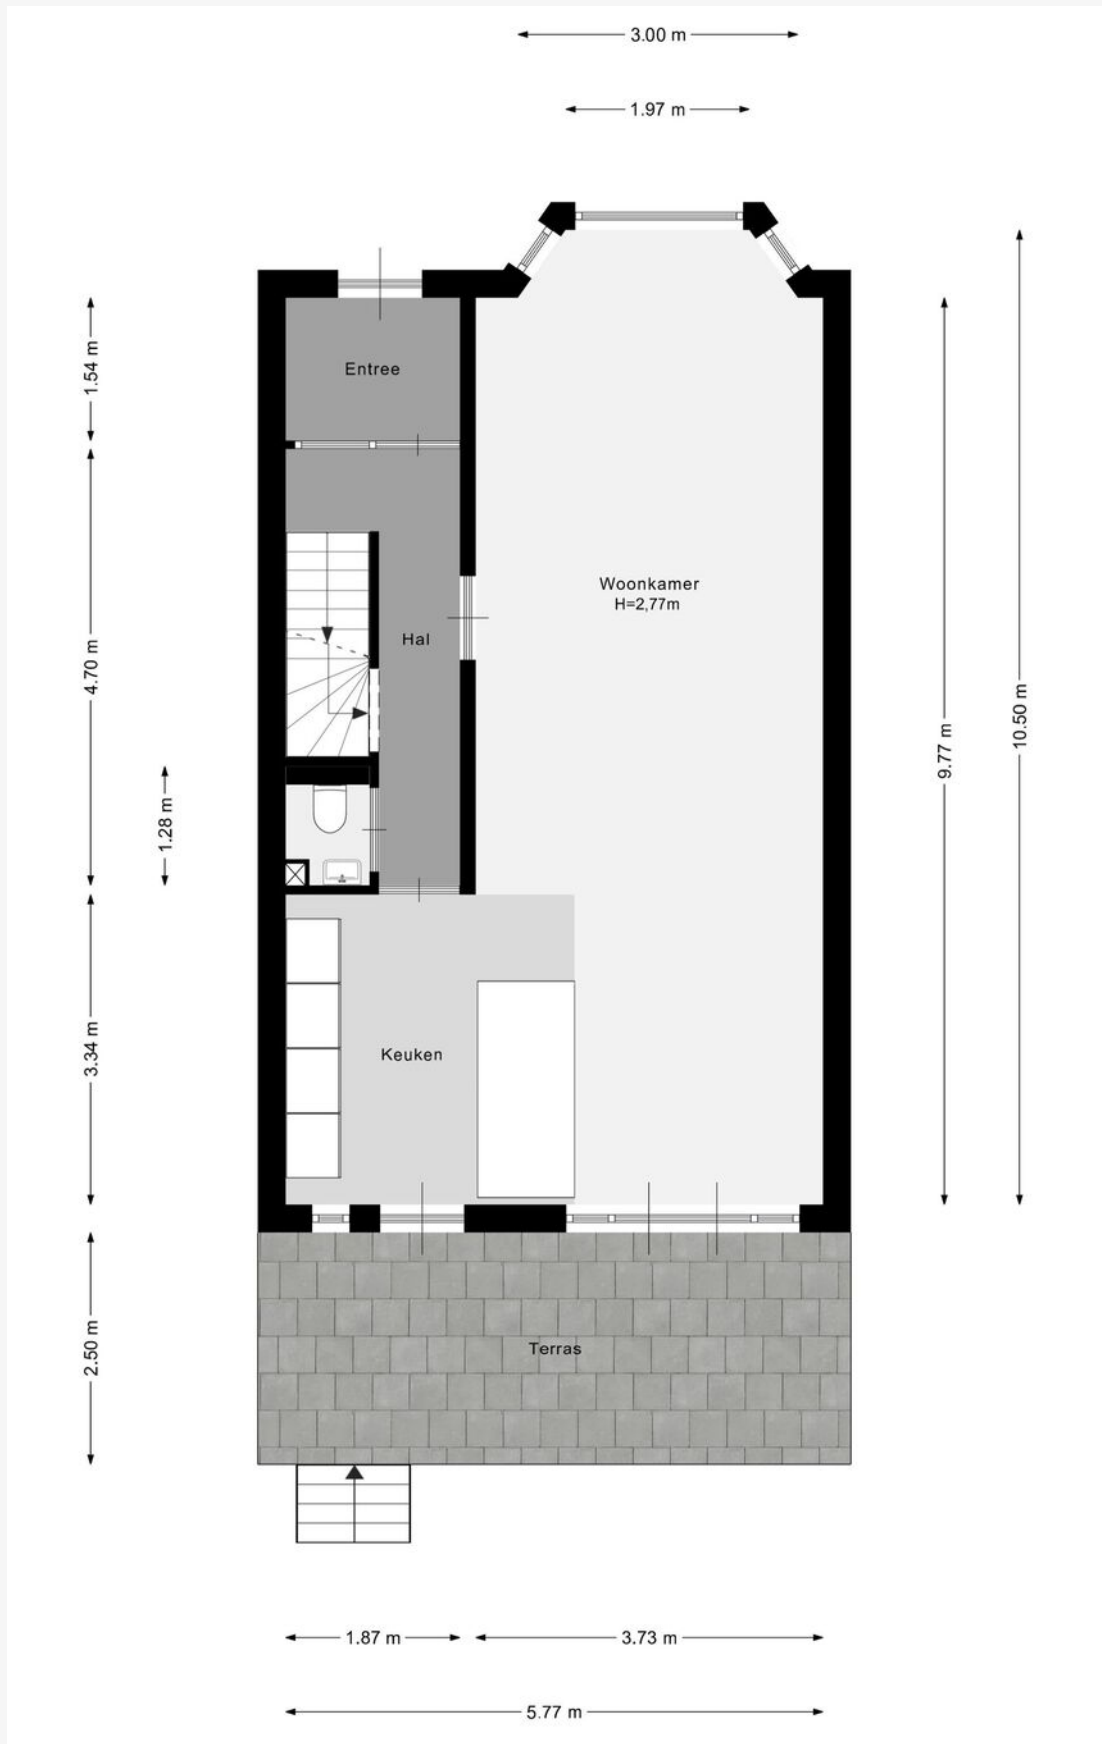 3.00 m
1.97 m
1.54 m
Entree
Woonkamer
H=2,77m
Hal
4.70 m
10.50 m
9.77 m
1.28 m
3.34 m
Keuken
2.50 m
Terras
1.87 m
3.73 m
5.77 m